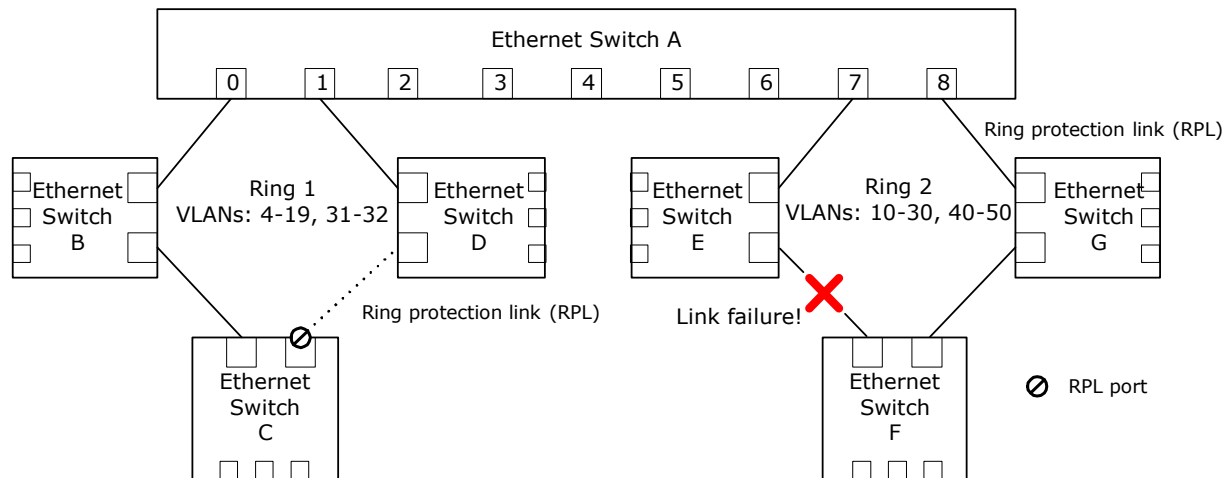 Ethernet Switch A
0 1 2 3 4 5 6 7 8
Ring protection link (RPL)
Ethernet
Switch
B
Ring 1
VLANs: 4-19, 31-32
Ethernet
Switch
D
Ethernet
Switch
E
Ring 2
VLANs: 10-30, 40-50
Ethernet
Switch
G
Ring protection link (RPL)
Link failure!
Ethernet
Switch
C
Ethernet
Switch
F
RPL port